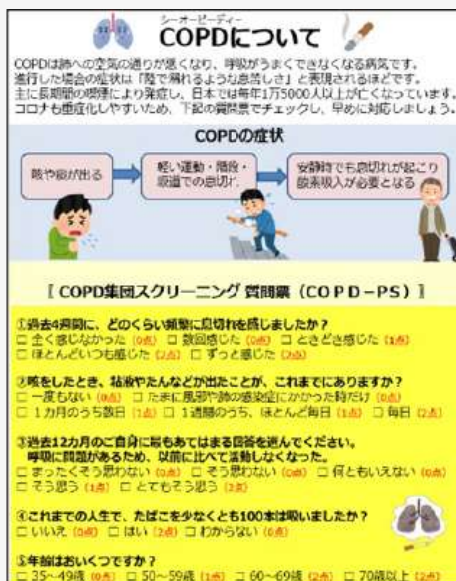 シーオーピーディー
COPDについて
COPDは肺への空気の通りが悪くなり、呼吸がうまくできなくなる病気です。
進行した場合の症状は「陸で溺れるような息苦しさ」と表現されるほどです。
主に長期間の喫煙により発症し、日本では毎年1万5000人以上が亡くなっています。
コロナも重症化しやすいため、下記の質問票でチェックし、早めに対応しましょう。
COPDの症状
咳や痰が出る
軽い運動・階段・
坂道での息切れ
安静時でも息切れが起こり
酸素吸入が必要となる
【 COPD集団スクリーニング 質問票（COPD－PS）】
①過去4週間に、どのくらい頻繁に息切れを感じましたか？
□ 全く感じなかった（0点） □ 数回感じた（0点） □ ときどき感じた（1点）
□ ほとんどいつも感じた（2点） □ ずっと感じた（2点）
②咳をしたとき、粘液やたんなどが出たことが、これまでにありますか？
□ 一度もない（0点） □ たまに風邪や肺の感染症にかかった時だけ（0点）
□ 1カ月のうち数日（1点） □ 1週間のうち、ほとんど毎日（1点） □ 毎日（2点）
③過去12カ月のご自身に最もあてはまる回答を選んでください。
呼吸に問題があるため、以前に比べて活動しなくなった。
□ まったくそう思わない（0点） □ そう思わない（0点） □ 何ともいえない（0点）
□ そう思う（1点） □ とてもそう思う（2点）
④これまでの人生で、たばこを少なくとも100本は吸いましたか？
□ いいえ（0点） □ はい（2点） □ わからない（0点）
⑤年齢はおいくつですか？
□ 35～49歳（0点） □ 50～59歳（1点） □ 60～69歳（2点） □ 70歳以上（2点）